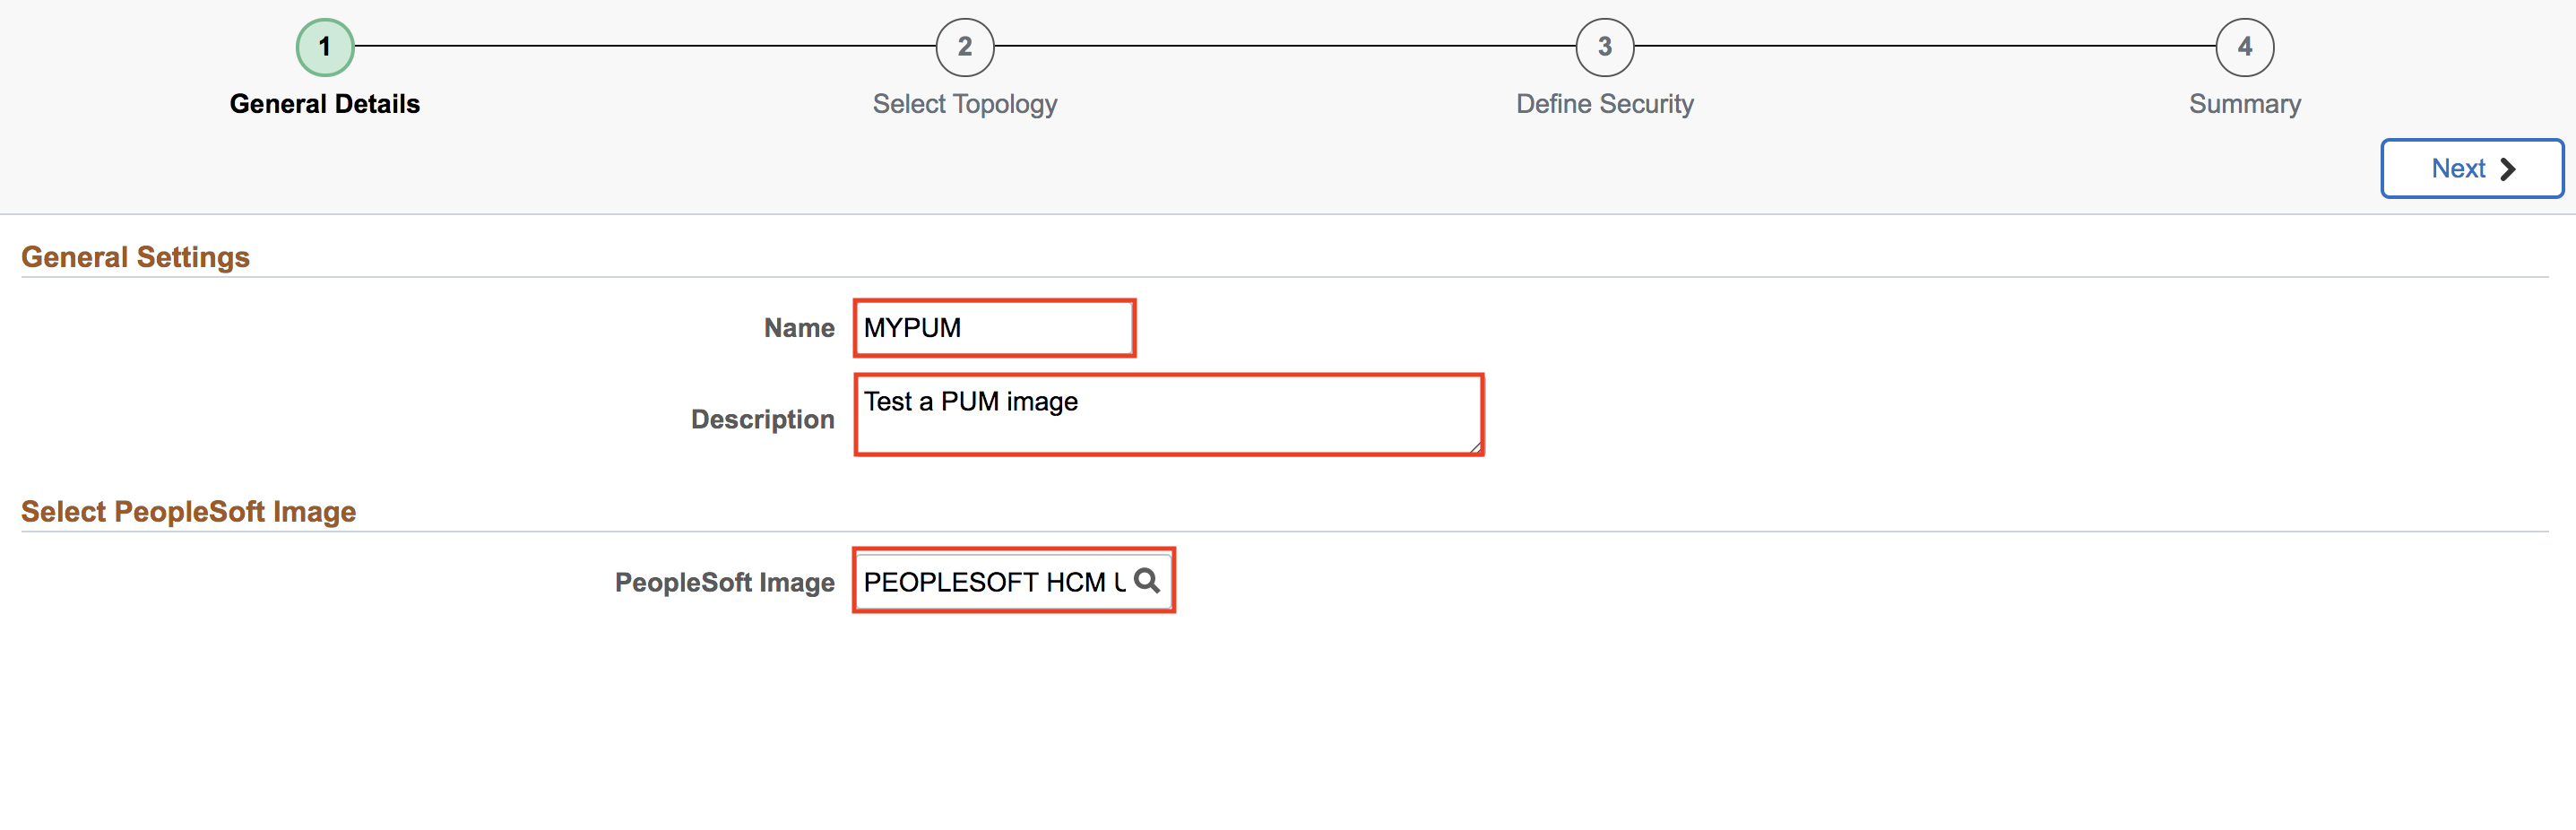 1 2 3 4
General Details Select Topology Define Security Summary
Next
General Settings
Name MYPUM
Description Test a PUM image
Select PeopleSoft Image
PeopleSoft Image PEOPLESOFT HCM U